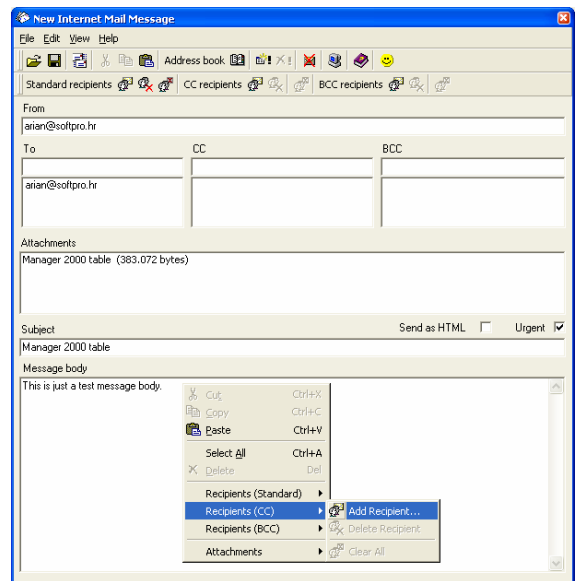 New Internet Mail Message
File Edit View Help
Address book
Standard recipients CC recipients BCC recipients
From
arian@softpro.hr
To CC BCC
arian@softpro.hr
Attachments
Manager 2000 table (383.072 bytes)
Subject Send as HTML Urgent
Manager 2000 table
Message body
This is just a test message body.
Cut Ctrl+X
Copy Ctrl+C
Paste Ctrl+V
Select All Ctrl+A
Delete Del
Recipients (Standard)
Recipients (CC) Add Recipient...
Recipients (BCC) Delete Recipient
Attachments Clear All